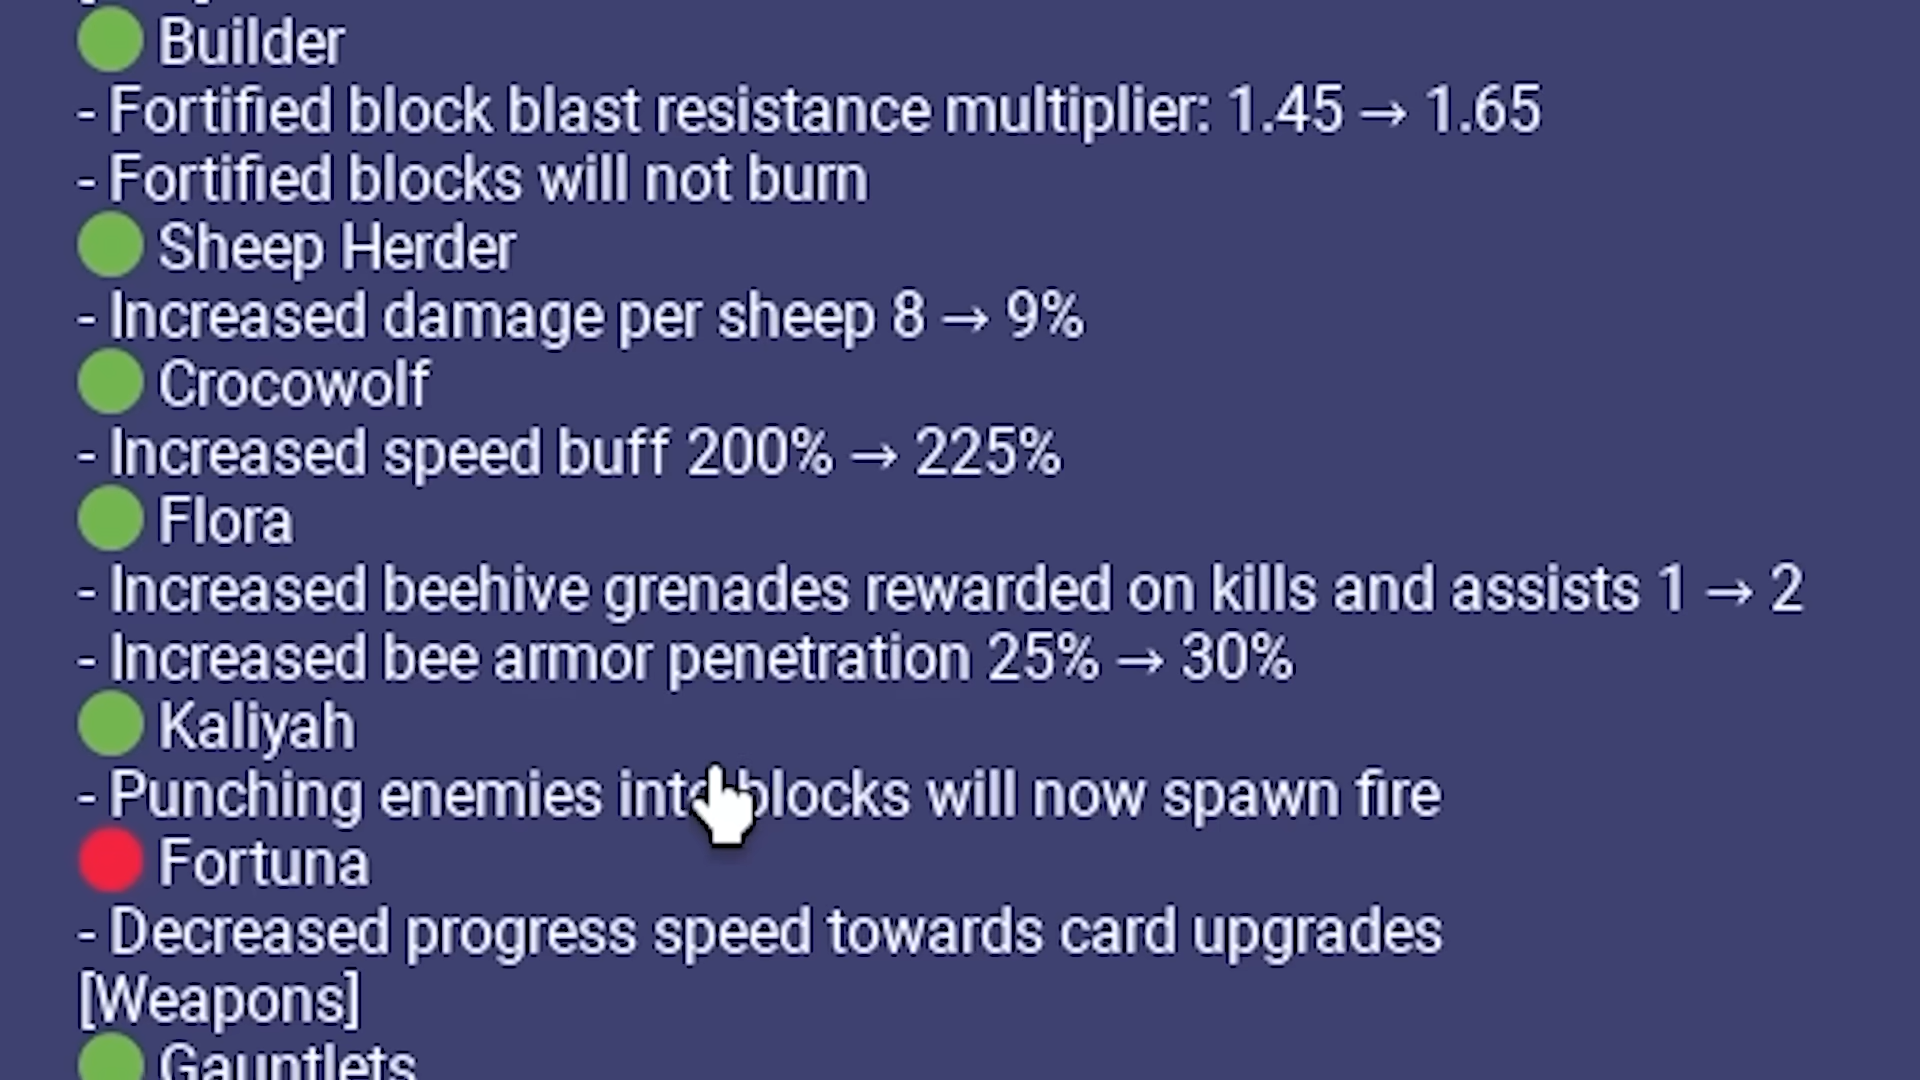 Builder
- Fortified block blast resistance multiplier: 1.45 → 1.65
- Fortified blocks will not burn
Sheep Herder
- Increased damage per sheep 8 → 9%
Crocowolf
- Increased speed buff 200% → 225%
Flora
- Increased beehive grenades rewarded on kills and assists 1 → 2
- Increased bee armor penetration 25% → 30%
Kaliyah
- Punching enemies into blocks will now spawn fire
Fortuna
- Decreased progress speed towards card upgrades
[Weapons]
Gauntlets